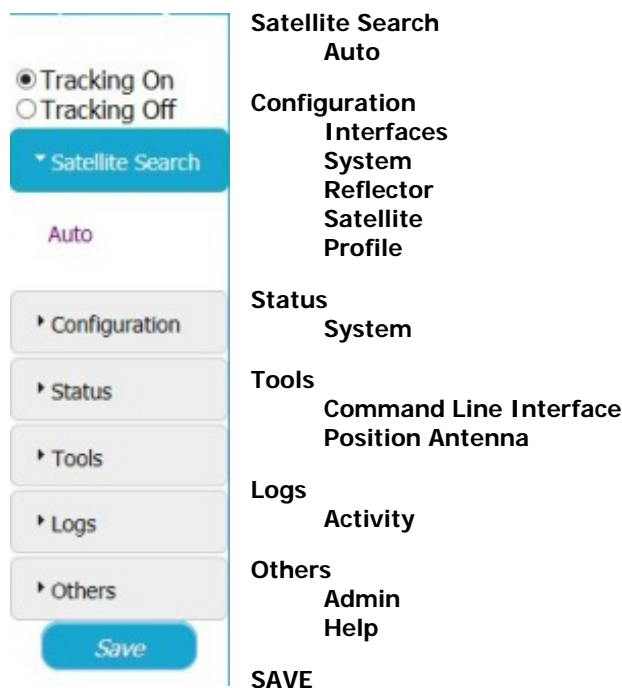 Tracking On
Tracking Off
Satellite Search
Auto
Configuration
Status
Tools
Logs
Others
Save
Satellite Search
Auto
Configuration
Interfaces
System
Reflector
Satellite
Profile
Status
System
Tools
Command Line Interface
Position Antenna
Logs
Activity
Others
Admin
Help
SAVE